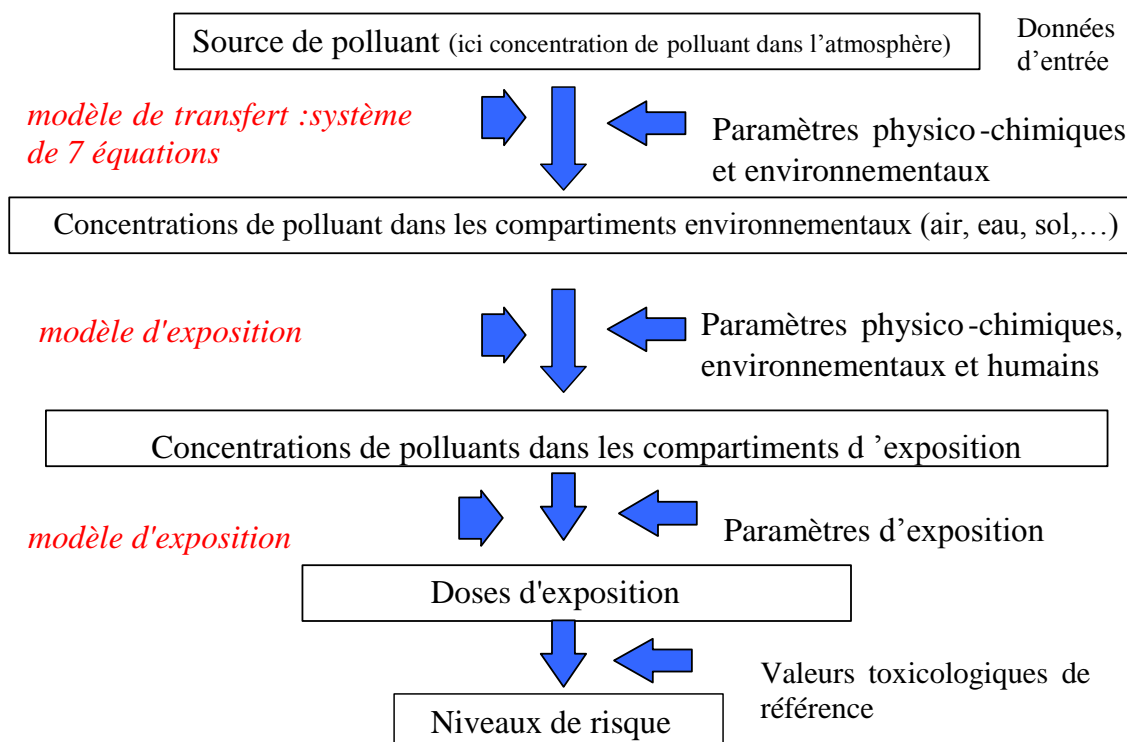 Source de polluant (ici concentration de polluant dans l’atmosphère)
Données
d’entrée
modèle de transfert :système
de 7 équations
Paramètres physico-chimiques
et environnementaux
Concentrations de polluant dans les compartiments environnementaux (air, eau, sol,…)
modèle d'exposition
Paramètres physico-chimiques,
environnementaux et humains
Concentrations de polluants dans les compartiments d ’exposition
modèle d'exposition
Paramètres d’exposition
Doses d'exposition
Valeurs toxicologiques de
référence
Niveaux de risque